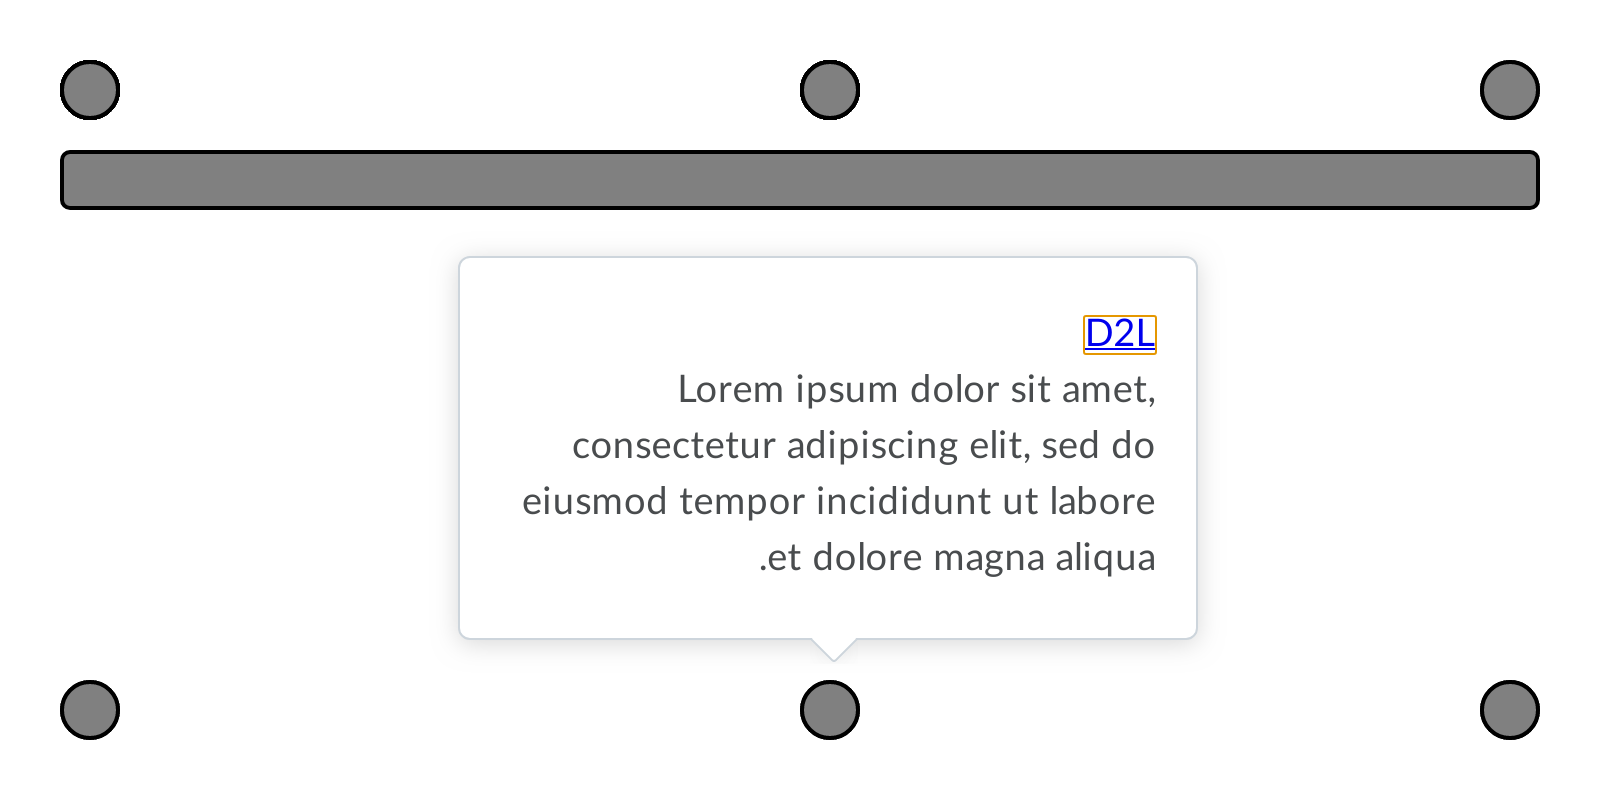 D2L
Lorem ipsum dolor sit amet,
consectetur adipiscing elit, sed do
eiusmod tempor incididunt ut labore
.et dolore magna aliqua